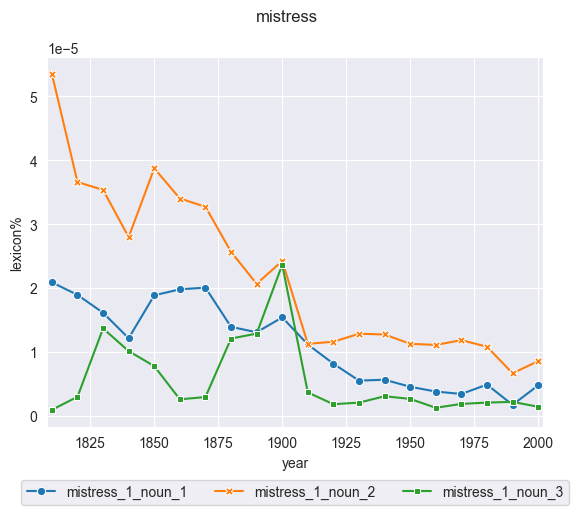 mistress
1e−5
5
4
3
2
1
0
lexicon%
1825 1850 1875 1900 1925 1950 1975 2000
year
mistress_1_noun_1 mistress_1_noun_2 mistress_1_noun_3